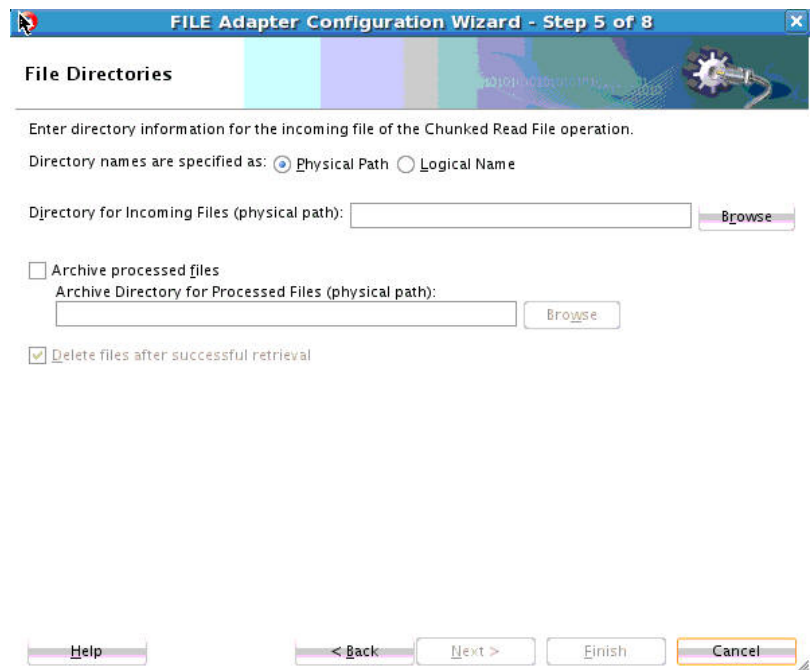 FILE Adapter Configuration Wizard - Step 5 of 8
File Directories
Enter directory information for the incoming file of the Chunked Read File operation.
Directory names are specified as: Physical Path Logical Name
Directory for Incoming Files (physical path): Browse
Archive processed files
Archive Directory for Processed Files (physical path):
Browse
Delete files after successful retrieval
Help < Back Next > Finish Cancel